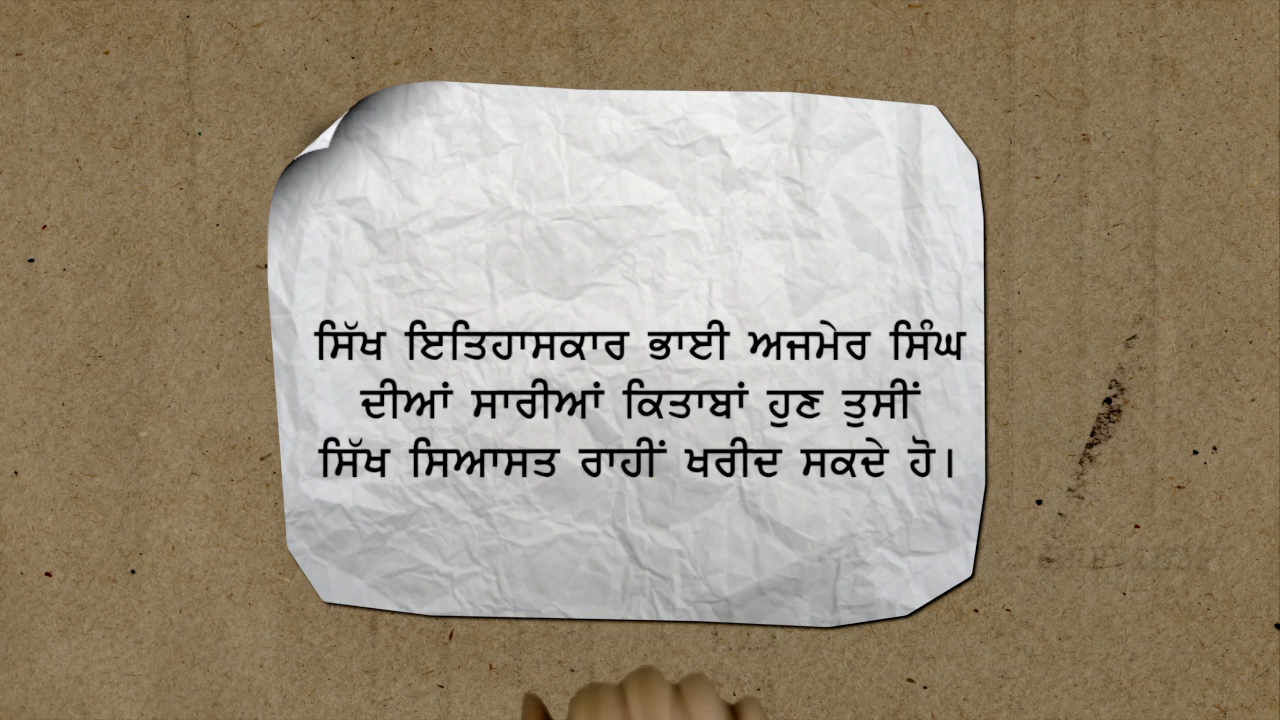 ਸਿੱਖ ਇਤਿਹਾਸਕਾਰ ਭਾਈ ਅਜਮੇਰ ਸਿੰਘ
ਦੀਆਂ ਸਾਰੀਆਂ ਕਿਤਾਬਾਂ ਹੁਣ ਤੁਸੀਂ
ਸਿੱਖ ਸਿਆਸਤ ਰਾਹੀਂ ਖਰੀਦ ਸਕਦੇ ਹੋ।